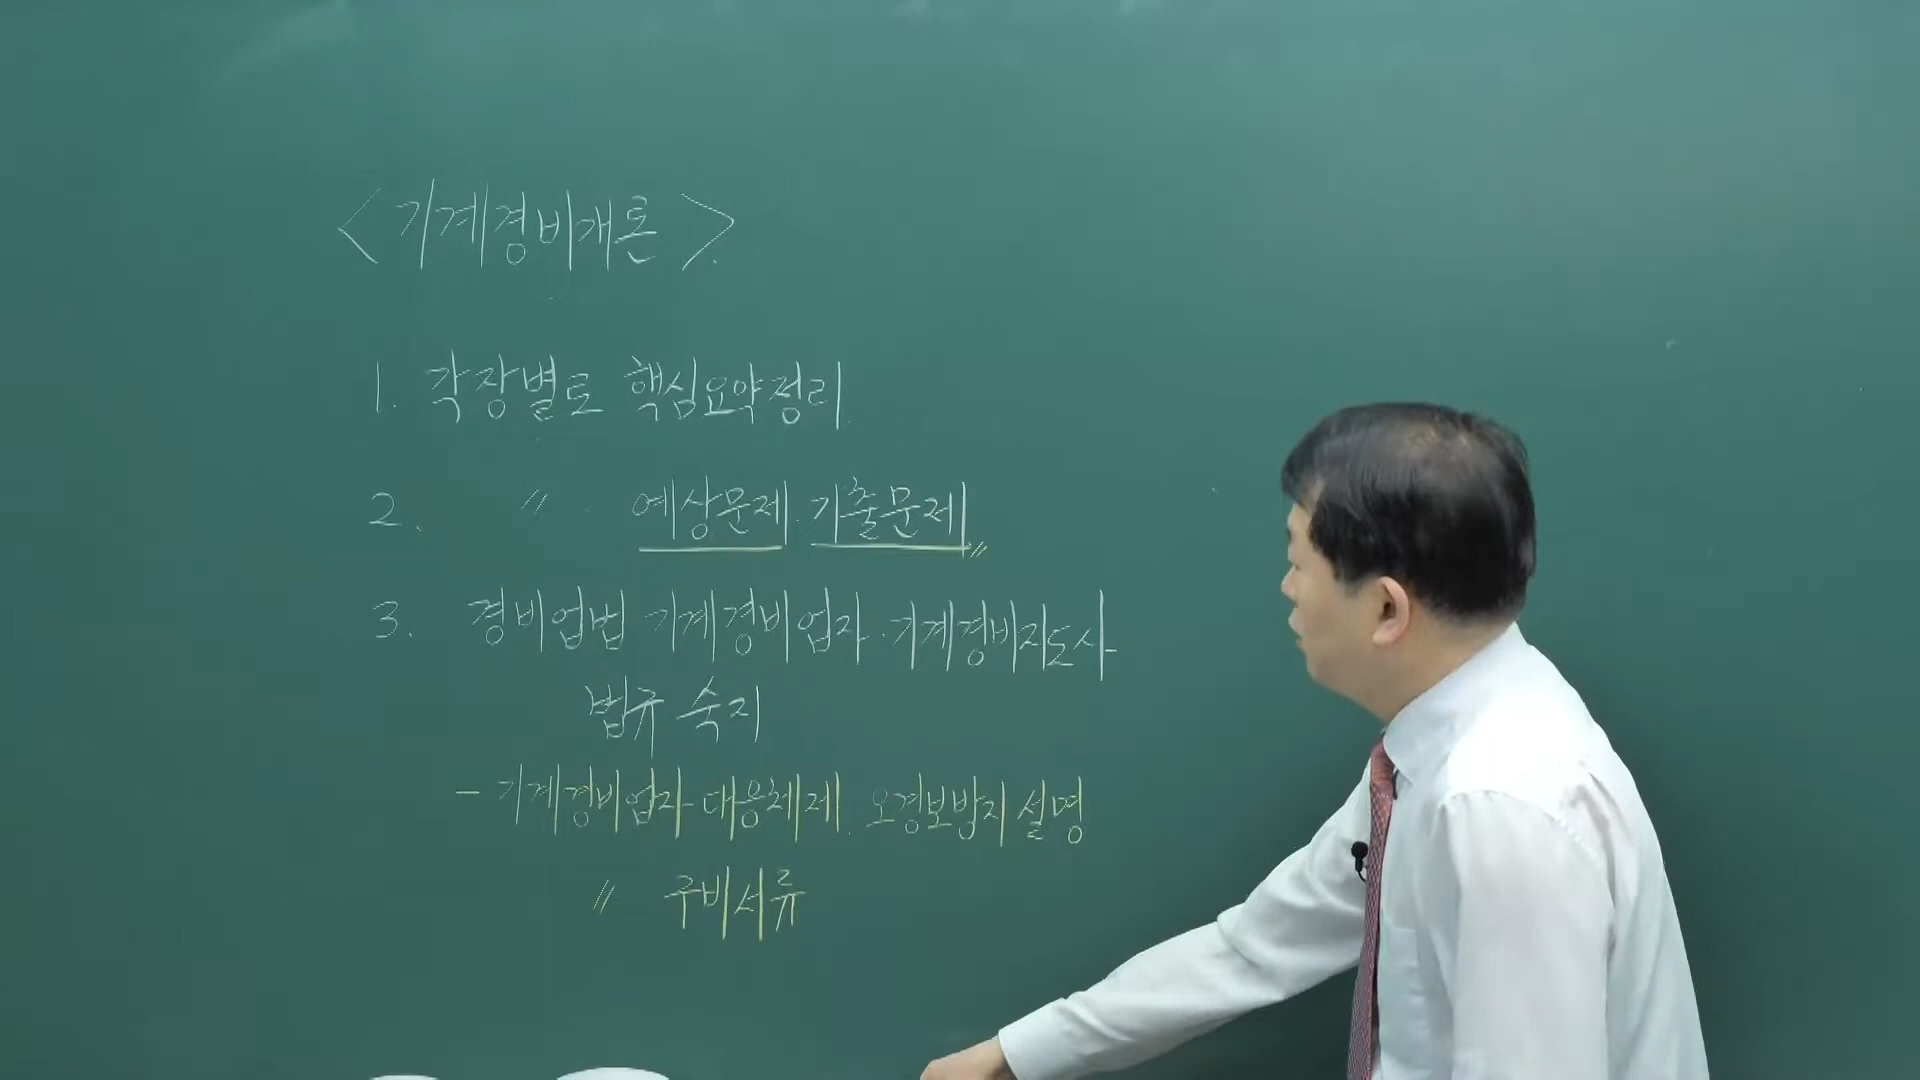 <기계경비개론>
1. 각장별로 핵심요약정리.
2. 〃 예상문제. 기출문제〃
3. 경비업법 기계경비업자·기계경비지도사
법규 숙지
- 기계경비업자 대응체제. 오경보방지 설명
〃 구비서류